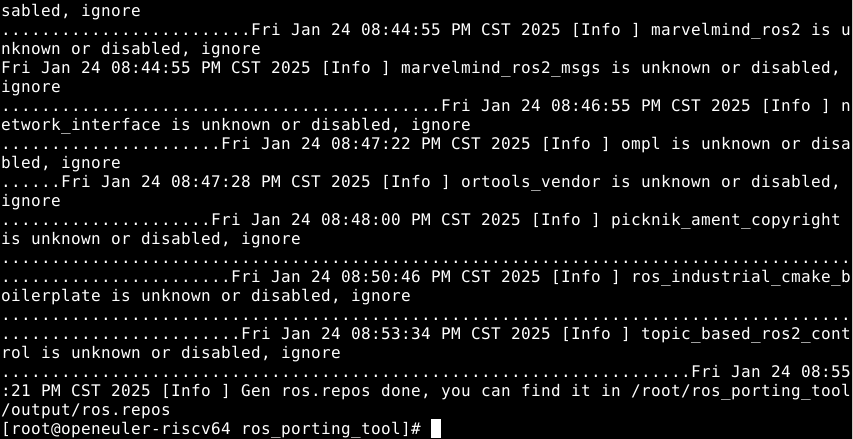 sabled, ignore
.........................Fri Jan 24 08:44:55 PM CST 2025 [Info ] marvelmind_ros2 is u
nknown or disabled, ignore
Fri Jan 24 08:44:55 PM CST 2025 [Info ] marvelmind_ros2_msgs is unknown or disabled,
ignore
............................................Fri Jan 24 08:46:55 PM CST 2025 [Info ] n
etwork_interface is unknown or disabled, ignore
......................Fri Jan 24 08:47:22 PM CST 2025 [Info ] ompl is unknown or disa
bled, ignore
......Fri Jan 24 08:47:28 PM CST 2025 [Info ] ortools_vendor is unknown or disabled,
ignore
.....................Fri Jan 24 08:48:00 PM CST 2025 [Info ] picknik_ament_copyright
is unknown or disabled, ignore
.....................................................................................
.......................Fri Jan 24 08:50:46 PM CST 2025 [Info ] ros_industrial_cmake_b
oilerplate is unknown or disabled, ignore
.....................................................................................
........................Fri Jan 24 08:53:34 PM CST 2025 [Info ] topic_based_ros2_cont
rol is unknown or disabled, ignore
.....................................................................Fri Jan 24 08:55
:21 PM CST 2025 [Info ] Gen ros.repos done, you can find it in /root/ros_porting_tool
/output/ros.repos
[root@openeuler-riscv64 ros_porting_tool]#